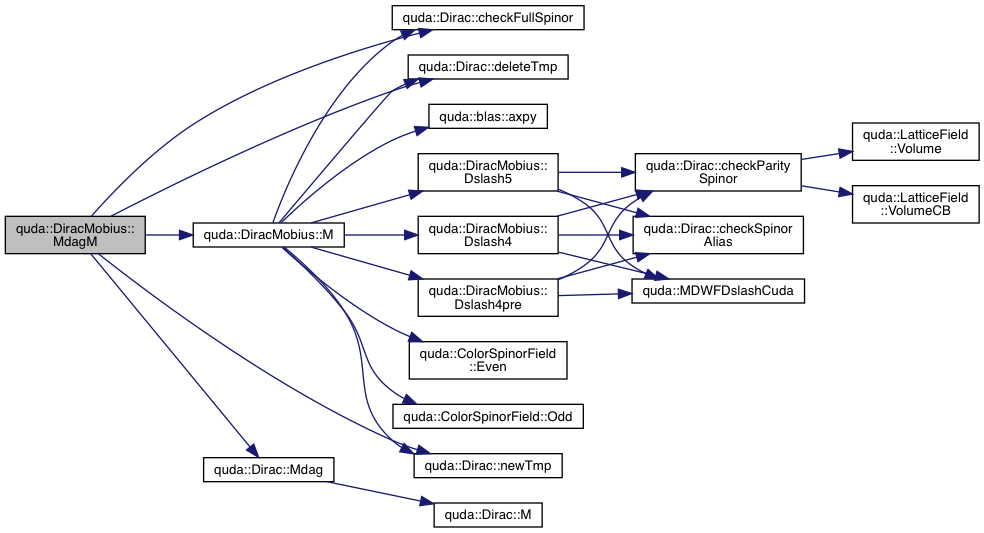 quda::DiracMobius::
MdagM
quda::DiracMobius::M
quda::Dirac::Mdag
quda::Dirac::checkFullSpinor
quda::Dirac::deleteTmp
quda::blas::axpy
quda::DiracMobius::
Dslash5
quda::DiracMobius::
Dslash4
quda::DiracMobius::
Dslash4pre
quda::ColorSpinorField
::Even
quda::ColorSpinorField::Odd
quda::Dirac::newTmp
quda::Dirac::M
quda::Dirac::checkParity
Spinor
quda::Dirac::checkSpinor
Alias
quda::MDWFDslashCuda
quda::LatticeField
::Volume
quda::LatticeField
::VolumeCB